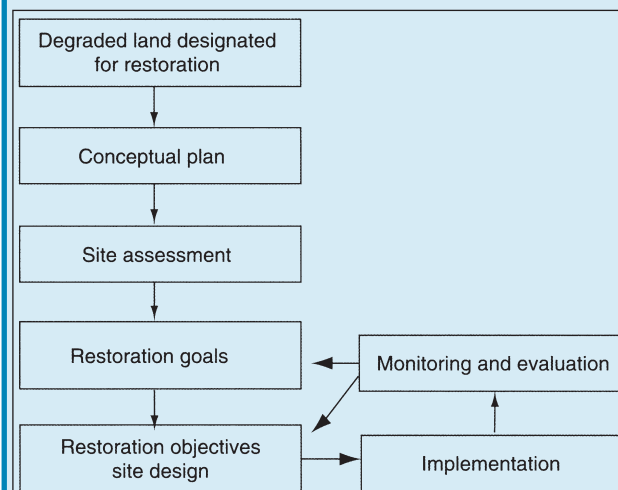 Degraded land designated
for restoration
Conceptual plan
Site assessment
Restoration goals
Monitoring and evaluation
Restoration objectives
site design
Implementation